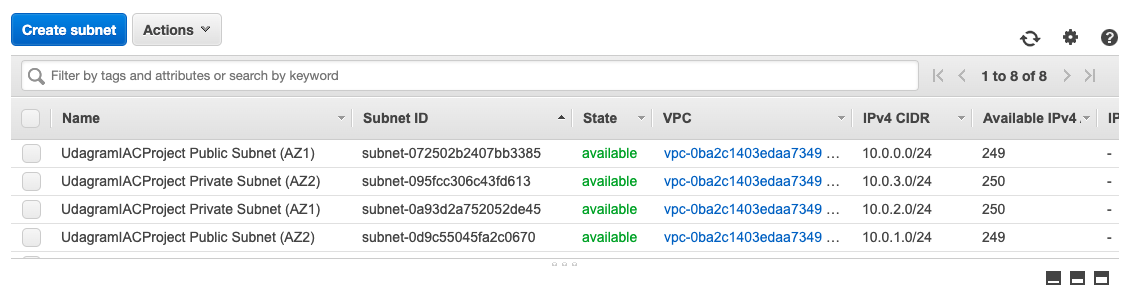 Create subnet Actions
Filter by tags and attributes or search by keyword 1 to 8 of 8
Name Subnet ID State VPC IPv4 CIDR Available IPv4 IP
UdagramIACProject Public Subnet (AZ1) subnet-072502b2407bb3385 available vpc-0ba2c1403edaa7349 ... 10.0.0.0/24 249 -
UdagramIACProject Private Subnet (AZ2) subnet-095fcc306c43fd613 available vpc-0ba2c1403edaa7349 ... 10.0.3.0/24 250 -
UdagramIACProject Private Subnet (AZ1) subnet-0a93d2a752052de45 available vpc-0ba2c1403edaa7349 ... 10.0.2.0/24 250 -
UdagramIACProject Public Subnet (AZ2) subnet-0d9c55045fa2c0670 available vpc-0ba2c1403edaa7349 ... 10.0.1.0/24 249 -